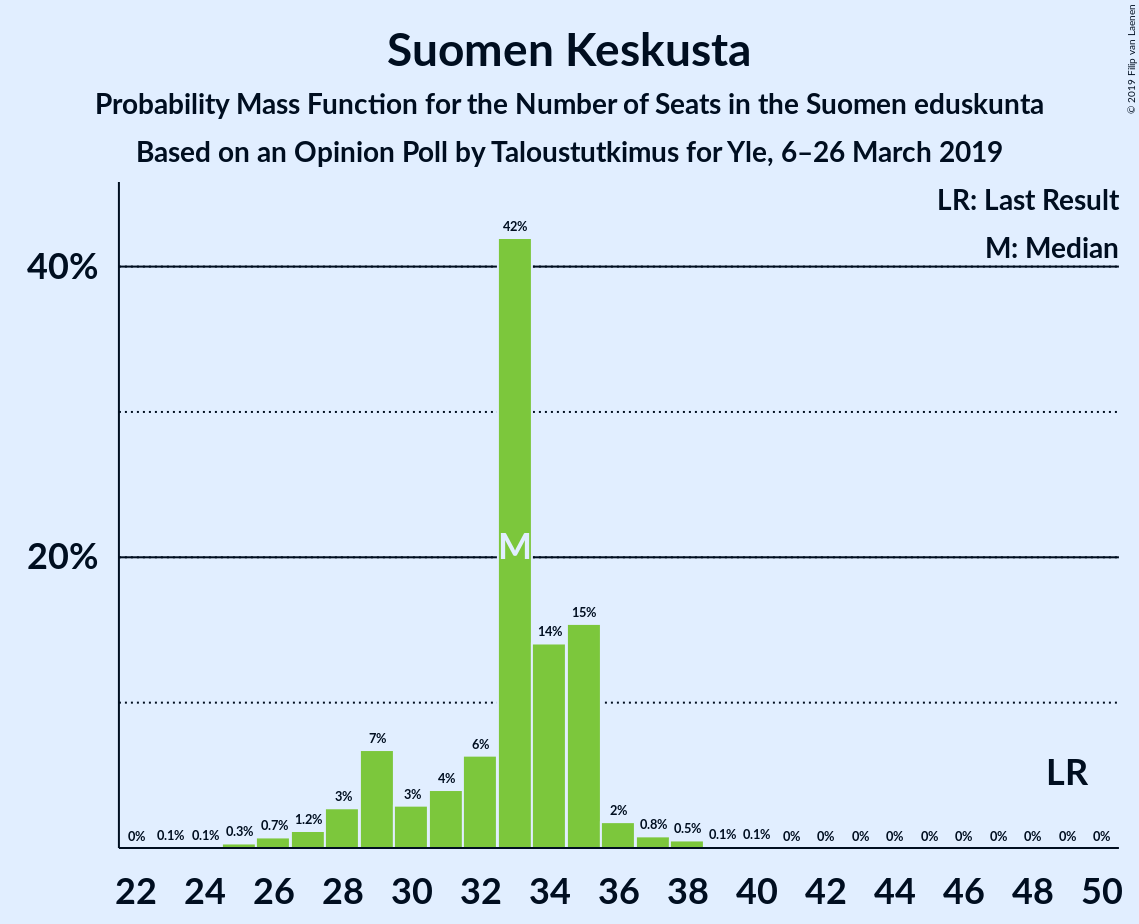 Suomen Keskusta
Probability Mass Function for the Number of Seats in the Suomen eduskunta
Based on an Opinion Poll by Taloustutkimus for Yle, 6–26 March 2019
© 2019 Filip van Laenen
LR: Last Result
M: Median
40%
20%
42%
M
15%
14%
7%
6%
4%
3%
3%
2%
LR
0% 0.1% 0.1% 0.3% 0.7% 1.2% 0.8% 0.5% 0.1% 0.1% 0% 0% 0% 0% 0% 0% 0% 0% 0% 0%
22 24 26 28 30 32 34 36 38 40 42 44 46 48 50